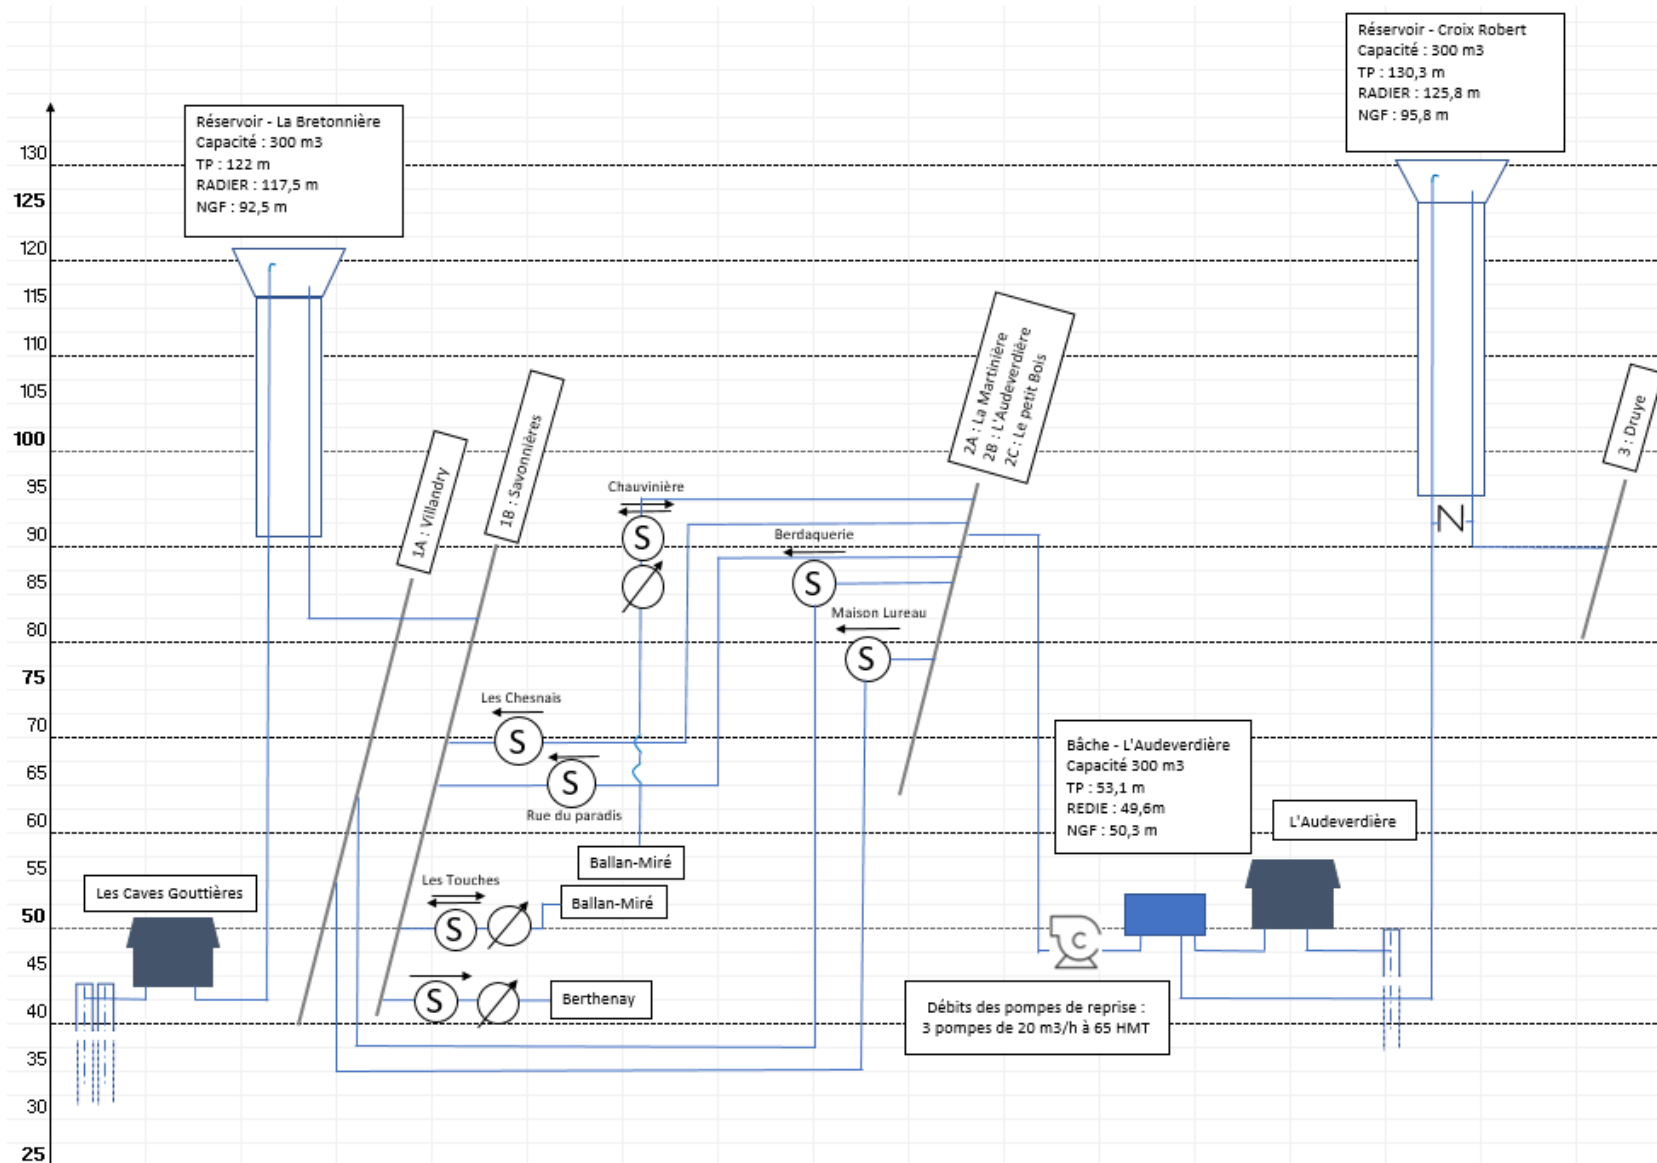 Réservoir - Croix Robert
Capacité : 300 m3
TP : 130,3 m
RADIER : 125,8 m
NGF : 95,8 m
Réservoir - La Bretonnière
Capacité : 300 m3
TP : 122 m
RADIER : 117,5 m
NGF : 92,5 m
130
125
120
115
110
105
100
95
90
85
80
75
70
65
60
55
50
45
40
35
30
25
1A : Villandry
1B : Savonnières
2A : La Martinière
2B : L'Audeverdière
2C : Le petit Bois
3 : Druye
Chauvinière
S
Berdaquerie
S
Maison Lureau
S
N
Les Chesnais
S
S
Rue du paradis
Bâche - L'Audeverdière
Capacité 300 m3
TP : 53,1 m
REDIE : 49,6m
NGF : 50,3 m
L'Audeverdière
Ballan-Miré
Les Caves Gouttières
Les Touches
S
Ballan-Miré
C
S
Berthenay
Débits des pompes de reprise :
3 pompes de 20 m3/h à 65 HMT